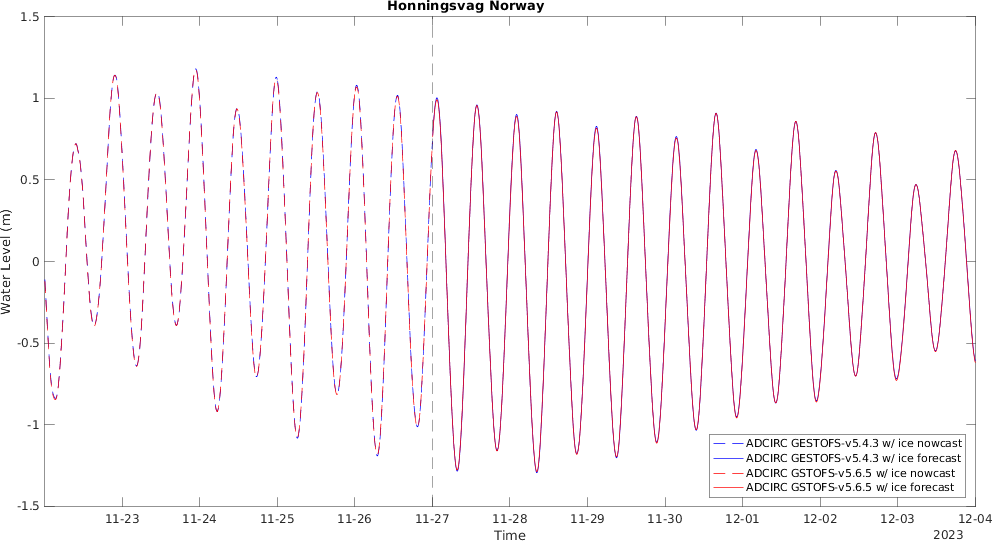 Honningsvag Norway
1.5
1
0.5
0
-0.5
-1
-1.5
Water Level (m)
11-23 11-24 11-25 11-26 11-27 11-28 11-29 11-30 12-01 12-02 12-03 12-04
Time
2023
ADCIRC GESTOFS-v5.4.3 w/ ice nowcast
ADCIRC GESTOFS-v5.4.3 w/ ice forecast
ADCIRC GSTOFS-v5.6.5 w/ ice nowcast
ADCIRC GSTOFS-v5.6.5 w/ ice forecast